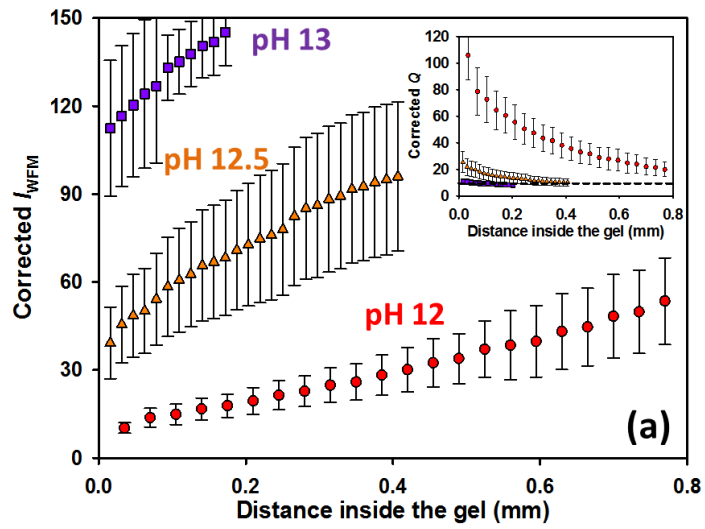 150
120
90
60
30
0
Corrected I_WFM
pH 13
pH 12.5
pH 12
(a)
0.0 0.2 0.4 0.6 0.8
Distance inside the gel (mm)
120
100
80
60
40
20
0
Corrected Q
0.0 0.2 0.4 0.6 0.8
Distance inside the gel (mm)